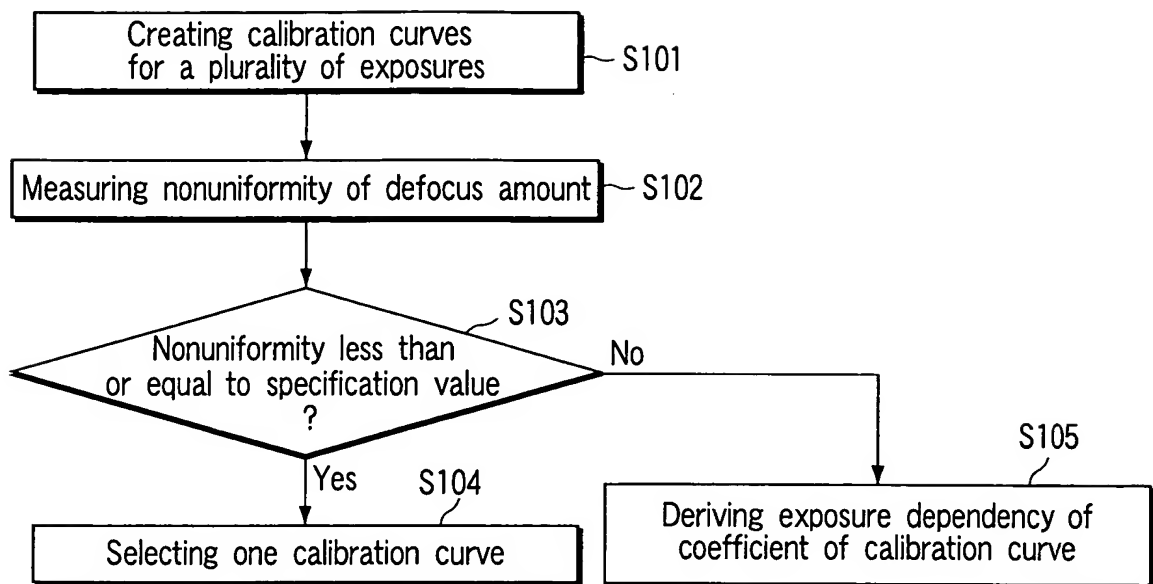 Creating calibration curves
for a plurality of exposures
S101
Measuring nonuniformity of defocus amount
S102
S103
Nonuniformity less than
or equal to specification value
?
No
Yes
S104
Selecting one calibration curve
S105
Deriving exposure dependency of
coefficient of calibration curve